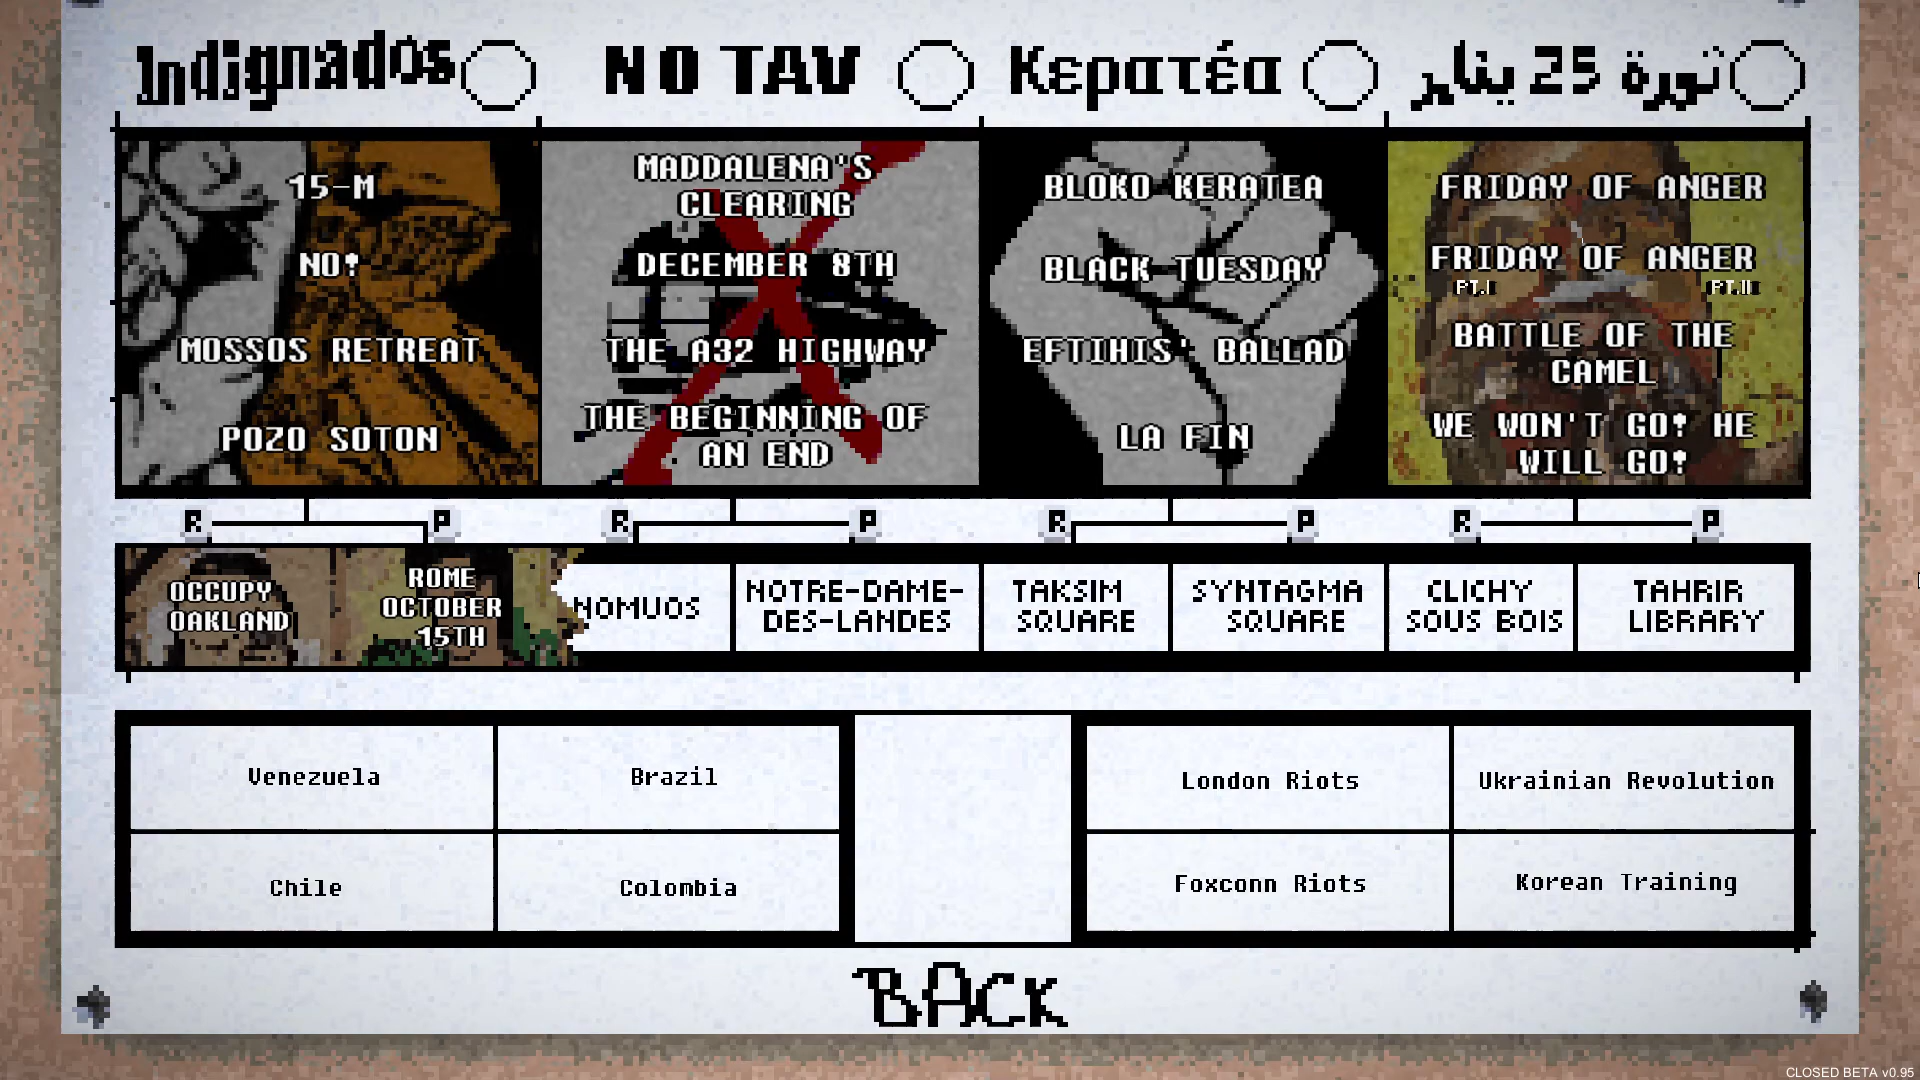 Indignados
NO TAV
Κερατέα
ثورة 25 يناير
15-M
NO!
MOSSOS RETREAT
POZO SOTON
MADDALENA'S
CLEARING
DECEMBER 8TH
THE A32 HIGHWAY
THE BEGINNING OF
AN END
BLOKO KERATEA
BLACK TUESDAY
EFTIHIS' BALLAD
LA FIN
FRIDAY OF ANGER
FRIDAY OF ANGER
PT.I PT.II
BATTLE OF THE
CAMEL
WE WON'T GO! HE
WILL GO!
R P R P R P R P
OCCUPY
OAKLAND
ROME
OCTOBER
15TH
NOMUOS
NOTRE-DAME-
DES-LANDES
TAKSIM
SQUARE
SYNTAGMA
SQUARE
CLICHY
SOUS BOIS
TAHRIR
LIBRARY
Venezuela
Brazil
Chile
Colombia
London Riots
Ukrainian Revolution
Foxconn Riots
Korean Training
BACK
CLOSED BETA v0.95